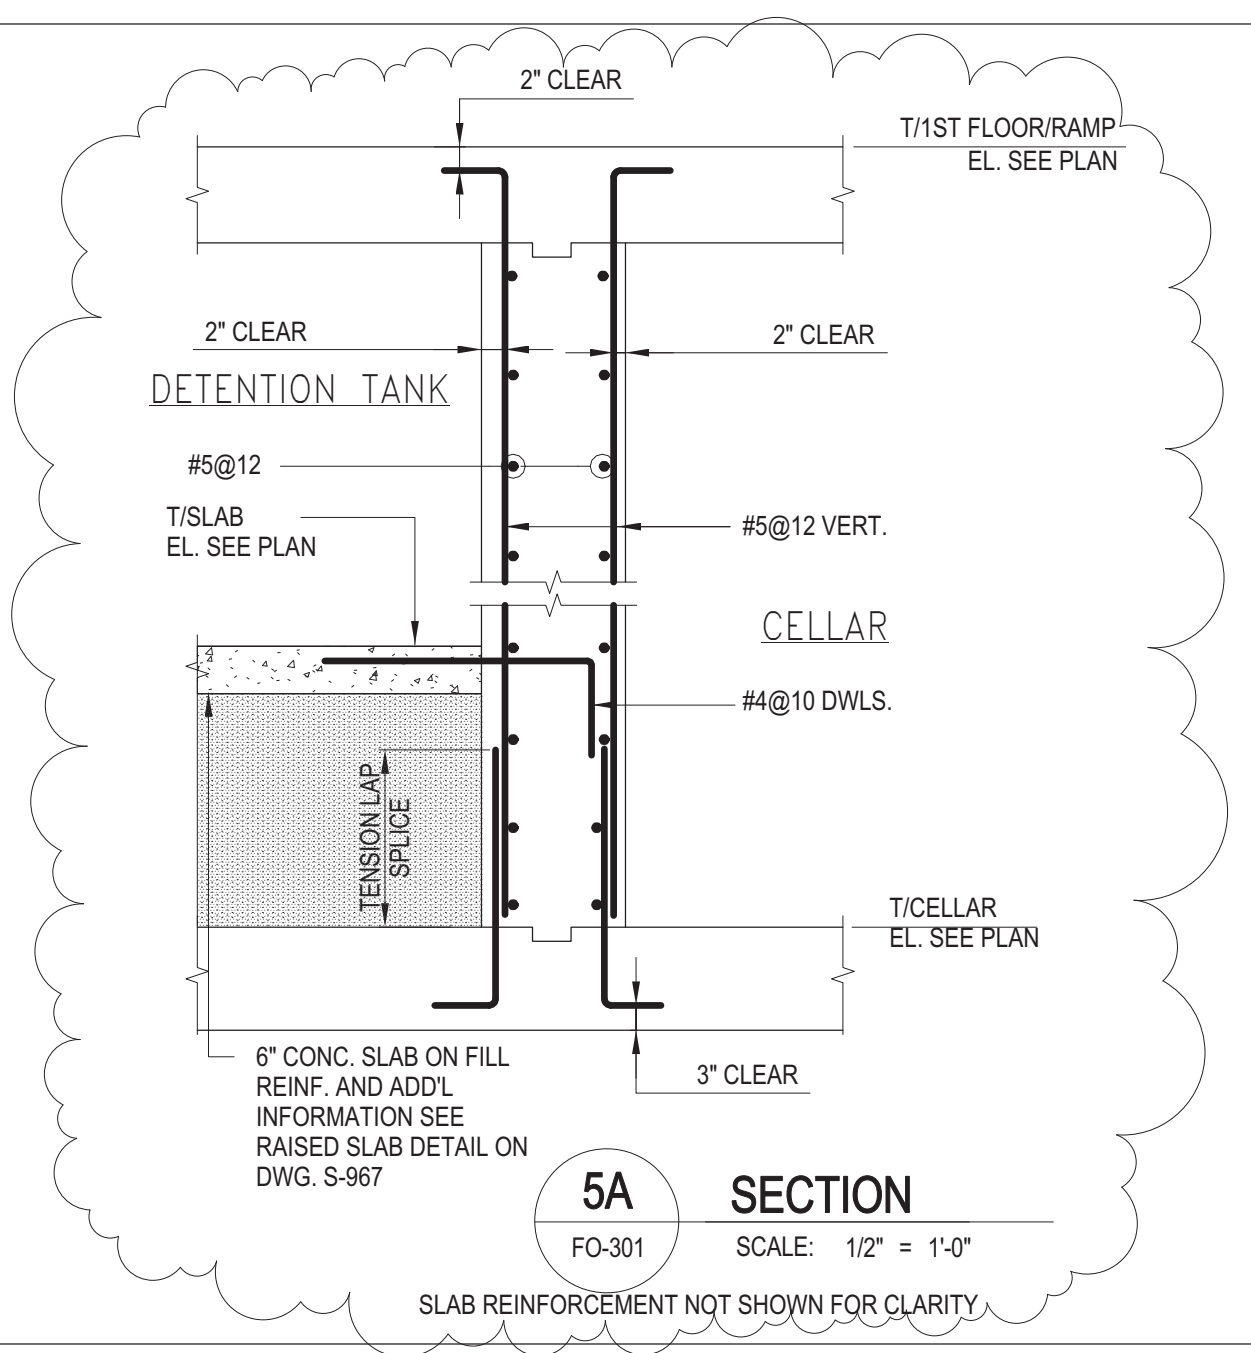 2" CLEAR
T/1ST FLOOR/RAMP
EL. SEE PLAN
2" CLEAR
2" CLEAR
DETENTION TANK
#5@12
T/SLAB
EL. SEE PLAN
#5@12 VERT.
CELLAR
#4@10 DWLS.
TENSION LAP
SPLICE
T/CELLAR
EL. SEE PLAN
6" CONC. SLAB ON FILL
REINF. AND ADD'L
INFORMATION SEE
RAISED SLAB DETAIL ON
DWG. S-967
3" CLEAR
5A
FO-301
SECTION
SCALE: 1/2" = 1'-0"
SLAB REINFORCEMENT NOT SHOWN FOR CLARITY